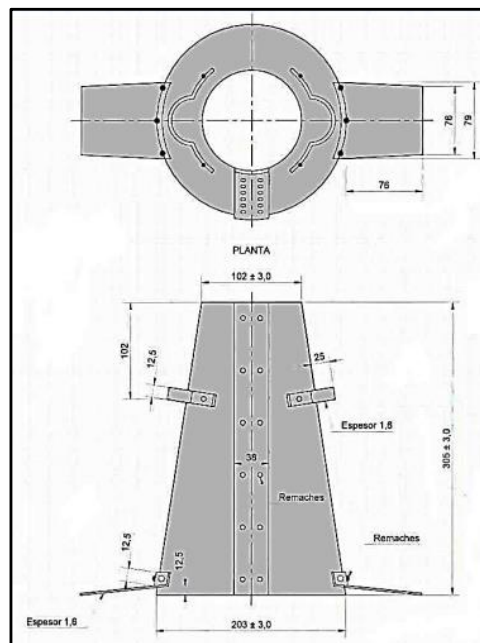 76
79
76
PLANTA
102 ± 3,0
102
12,5
25
Espesor 1,6
305 ± 3,0
38
Remaches
Remaches
12,5
12,5
Espesor 1,6
203 ± 3,0